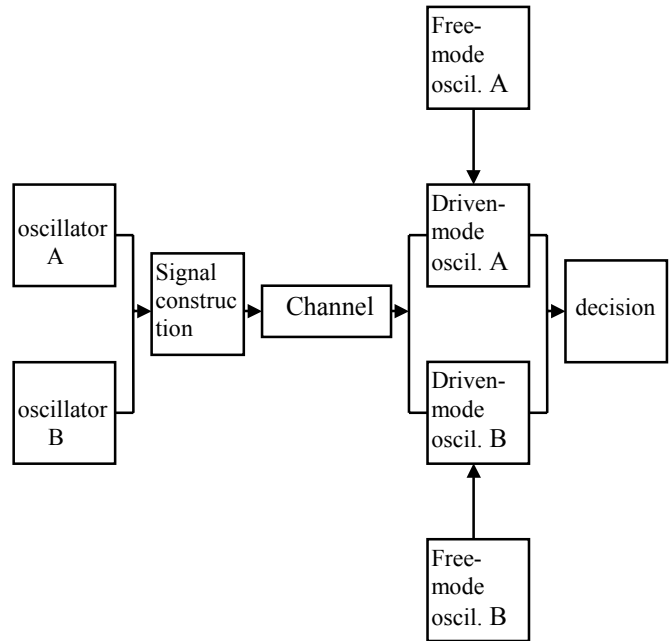 Free-
mode
oscil. A
oscillator
A
Signal
construc
tion
Channel
Driven-
mode
oscil. A
decision
oscillator
B
Driven-
mode
oscil. B
Free-
mode
oscil. B